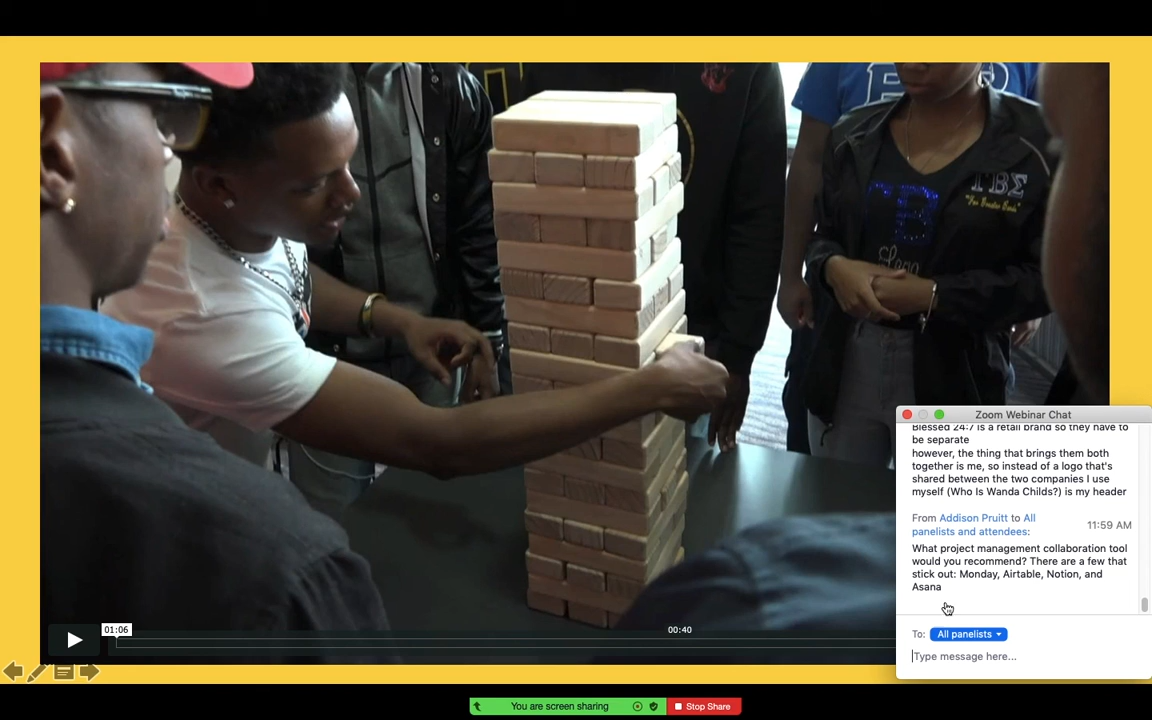 ΓΒΣ
Zoom Webinar Chat
Blessed 24:7 is a retail brand so they have to
be separate
however, the thing that brings them both
together is me, so instead of a logo that's
shared between the two companies I use
myself (Who Is Wanda Childs?) is my header
From Addison Pruitt to All
panelists and attendees:
11:59 AM
What project management collaboration tool
would you recommend? There are a few that
stick out: Monday, Airtable, Notion, and
Asana
To: All panelists
Type message here...
01:06
00:40
You are screen sharing
Stop Share